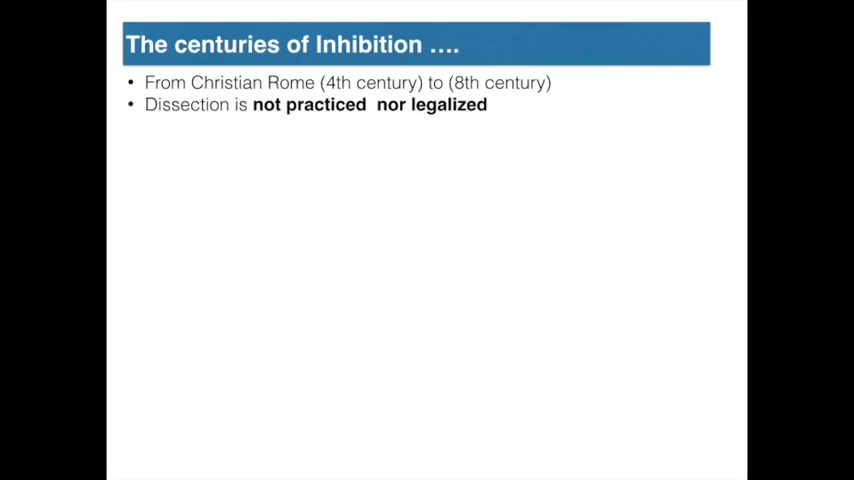 The centuries of Inhibition ....
• From Christian Rome (4th century) to (8th century)
• Dissection is not practiced nor legalized